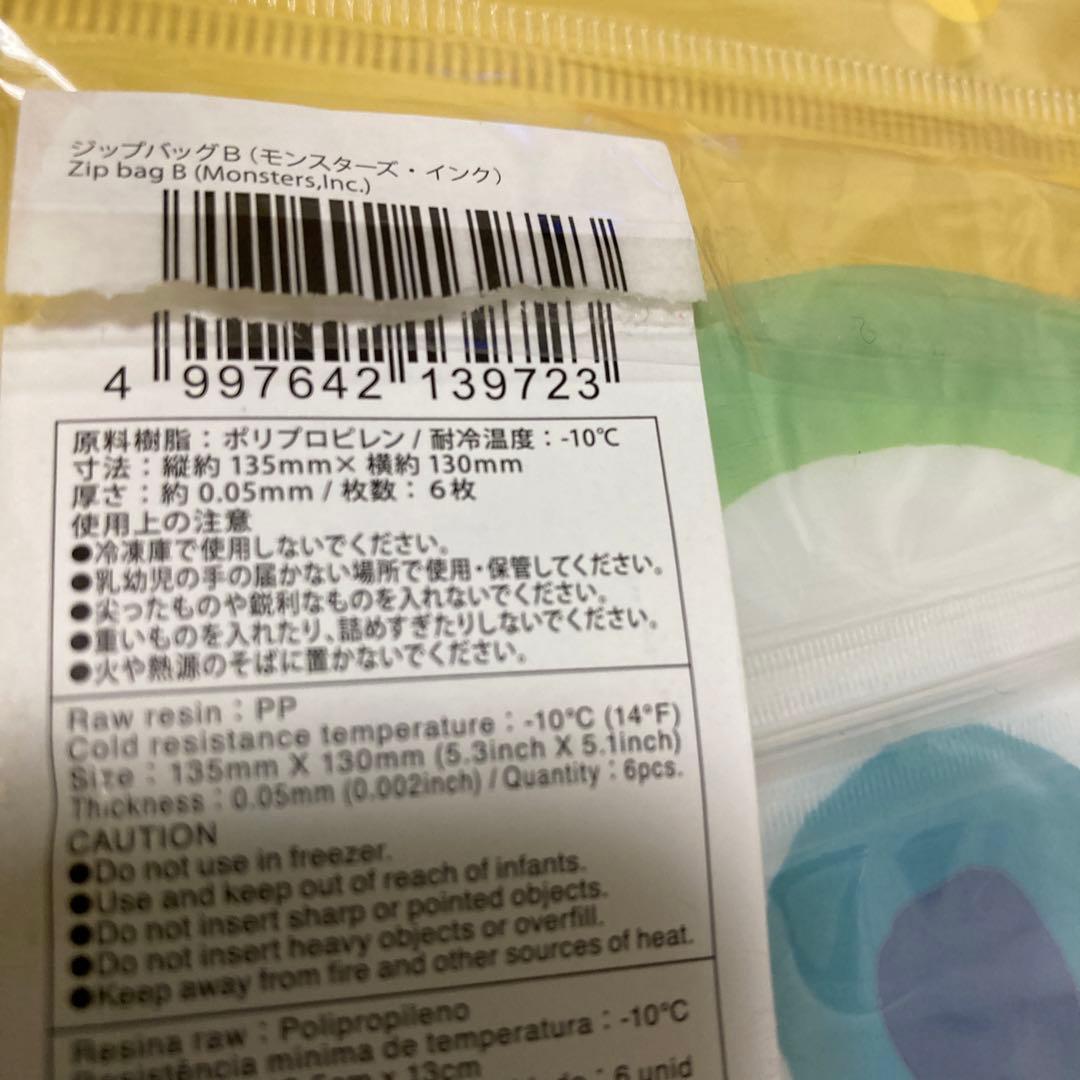 ジップバッグB（モンスターズ・インク）
Zip bag B (Monsters,Inc.)
4 997642 139723
原料樹脂：ポリプロピレン / 耐冷温度：-10℃
寸法：縦約 135mm× 横約 130mm
厚さ：約 0.05mm / 枚数：６枚
使用上の注意
●冷凍庫で使用しないでください。
●乳幼児の手の届かない場所で使用・保管してください。
●尖ったものや鋭利なものを入れないでください。
●重いものを入れたり、詰めすぎたりしないでください。
●火や熱源のそばに置かないでください。
Raw resin：PP
Cold resistance temperature：-10℃ (14°F)
Size：135mm X 130mm (5.3inch X 5.1inch)
Thickness：0.05mm (0.002inch) / Quantity：6pcs.
CAUTION
●Do not use in freezer.
●Use and keep out of reach of infants.
●Do not insert sharp or pointed objects.
●Do not insert heavy objects or overfill.
●Keep away from fire and other sources of heat.
Resina raw：Polipropileno
Resistência mínima de temperatura：-10℃
x 13cm
6 unid